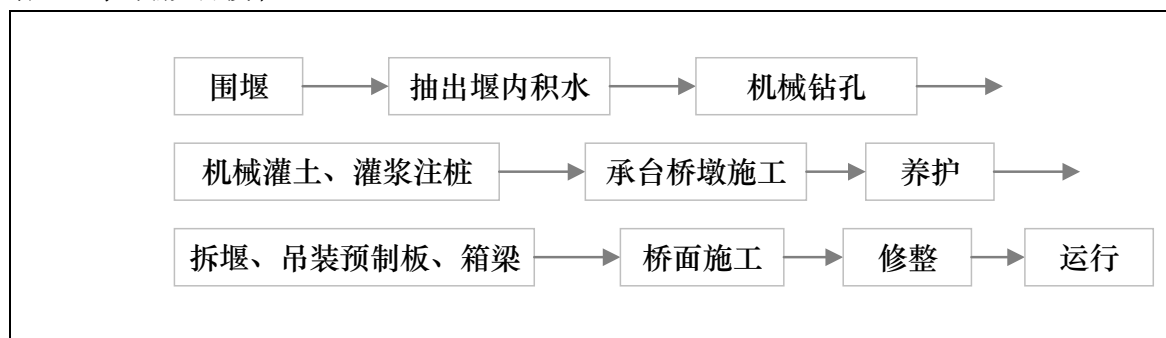 围堰 抽出堰内积水 机械钻孔
机械灌土、灌浆注桩 承台桥墩施工 养护
拆堰、吊装预制板、箱梁 桥面施工 修整 运行